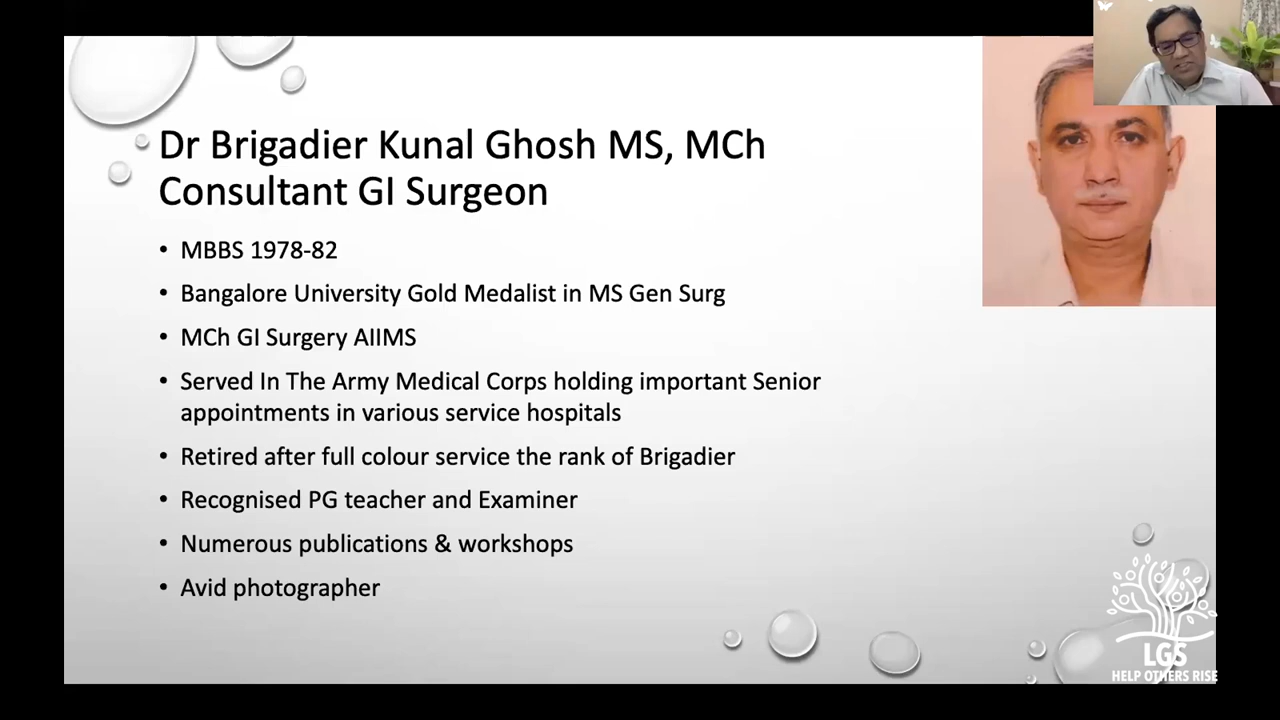 Dr Brigadier Kunal Ghosh MS, MCh
Consultant GI Surgeon
• MBBS 1978-82
• Bangalore University Gold Medalist in MS Gen Surg
• MCh GI Surgery AIIMS
• Served In The Army Medical Corps holding important Senior
appointments in various service hospitals
• Retired after full colour service the rank of Brigadier
• Recognised PG teacher and Examiner
• Numerous publications & workshops
• Avid photographer
LGS
HELP OTHERS RISE